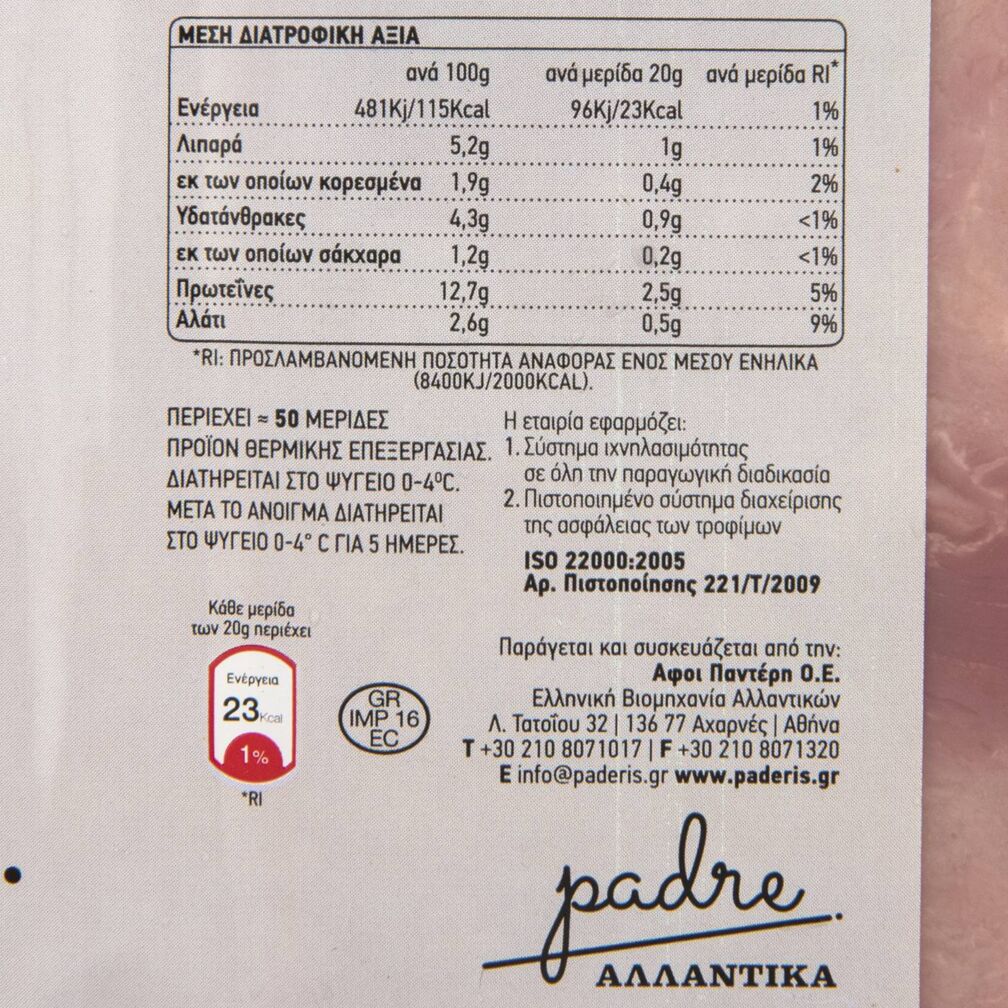 ΜΕΣΗ ΔΙΑΤΡΟΦΙΚΗ ΑΞΙΑ
ανά 100g ανά μερίδα 20g ανά μερίδα RI*
Ενέργεια 481Kj/115Kcal 96Kj/23Kcal 1%
Λιπαρά 5,2g 1g 1%
εκ των οποίων κορεσμένα 1,9g 0,4g 2%
Υδατάνθρακες 4,3g 0,9g <1%
εκ των οποίων σάκχαρα 1,2g 0,2g <1%
Πρωτεΐνες 12,7g 2,5g 5%
Αλάτι 2,6g 0,5g 9%
*RI: ΠΡΟΣΛΑΜΒΑΝΟΜΕΝΗ ΠΟΣΟΤΗΤΑ ΑΝΑΦΟΡΑΣ ΕΝΟΣ ΜΕΣΟΥ ΕΝΗΛΙΚΑ
(8400KJ/2000KCAL).
ΠΕΡΙΕΧΕΙ ≈ 50 ΜΕΡΙΔΕΣ
ΠΡΟΪΟΝ ΘΕΡΜΙΚΗΣ ΕΠΕΞΕΡΓΑΣΙΑΣ.
ΔΙΑΤΗΡΕΙΤΑΙ ΣΤΟ ΨΥΓΕΙΟ 0-4ºC.
ΜΕΤΑ ΤΟ ΑΝΟΙΓΜΑ ΔΙΑΤΗΡΕΙΤΑΙ
ΣΤΟ ΨΥΓΕΙΟ 0-4° C ΓΙΑ 5 ΗΜΕΡΕΣ.
Η εταιρία εφαρμόζει:
1. Σύστημα ιχνηλασιμότητας
σε όλη την παραγωγική διαδικασία
2. Πιστοποιημένο σύστημα διαχείρισης
της ασφάλειας των τροφίμων
ISO 22000:2005
Αρ. Πιστοποίησης 221/T/2009
Κάθε μερίδα
των 20g περιέχει
Ενέργεια
23 Kcal
1%
*RI
GR
IMP 16
EC
Παράγεται και συσκευάζεται από την:
Αφοι Παντέρη Ο.Ε.
Ελληνική Βιομηχανία Αλλαντικών
Λ. Τατοΐου 32 | 136 77 Αχαρνές | Αθήνα
T +30 210 8071017 | F +30 210 8071320
E info@paderis.gr www.paderis.gr
padre
ΑΛΛΑΝΤΙΚΑ